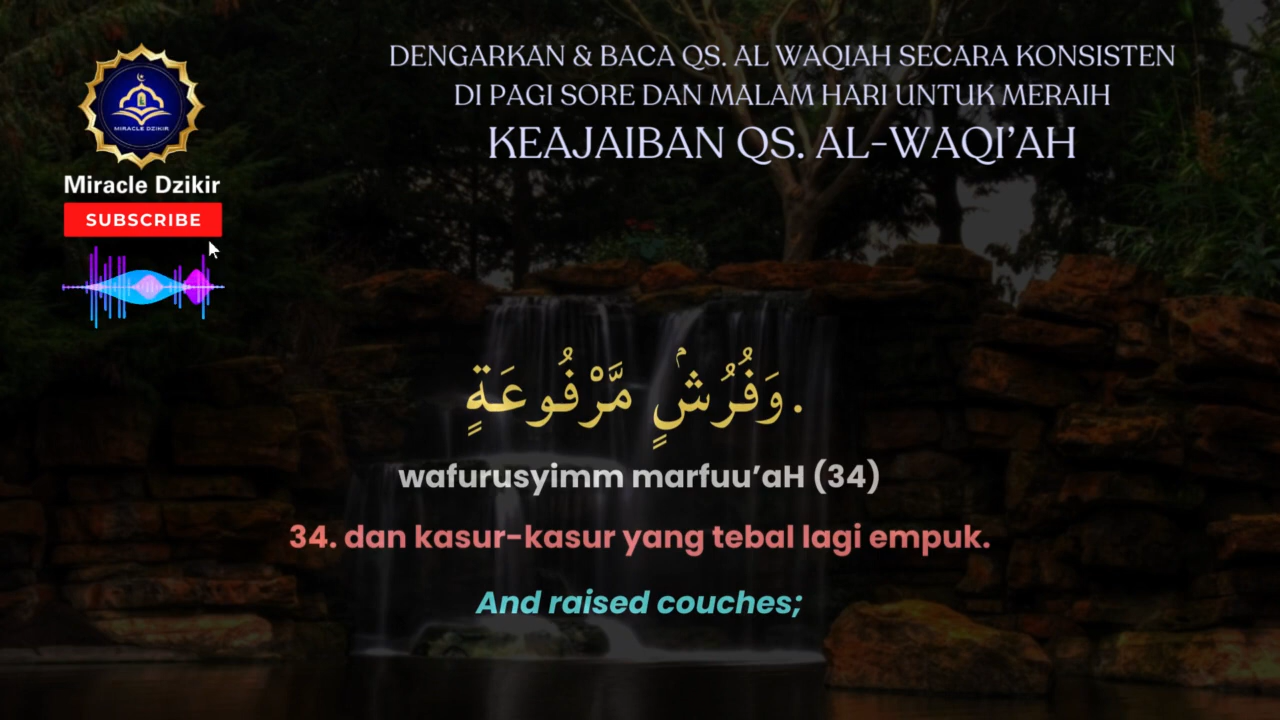 DENGARKAN & BACA QS. AL WAQIAH SECARA KONSISTEN
DI PAGI SORE DAN MALAM HARI UNTUK MERAIH
KEAJAIBAN QS. AL-WAQI'AH
MIRACLE DZIKIR
Miracle Dzikir
SUBSCRIBE
وَفُرُشٍۢ مَّرْفُوعَةٍ .
wafurusyimm marfuu'aH (34)
34. dan kasur-kasur yang tebal lagi empuk.
And raised couches;